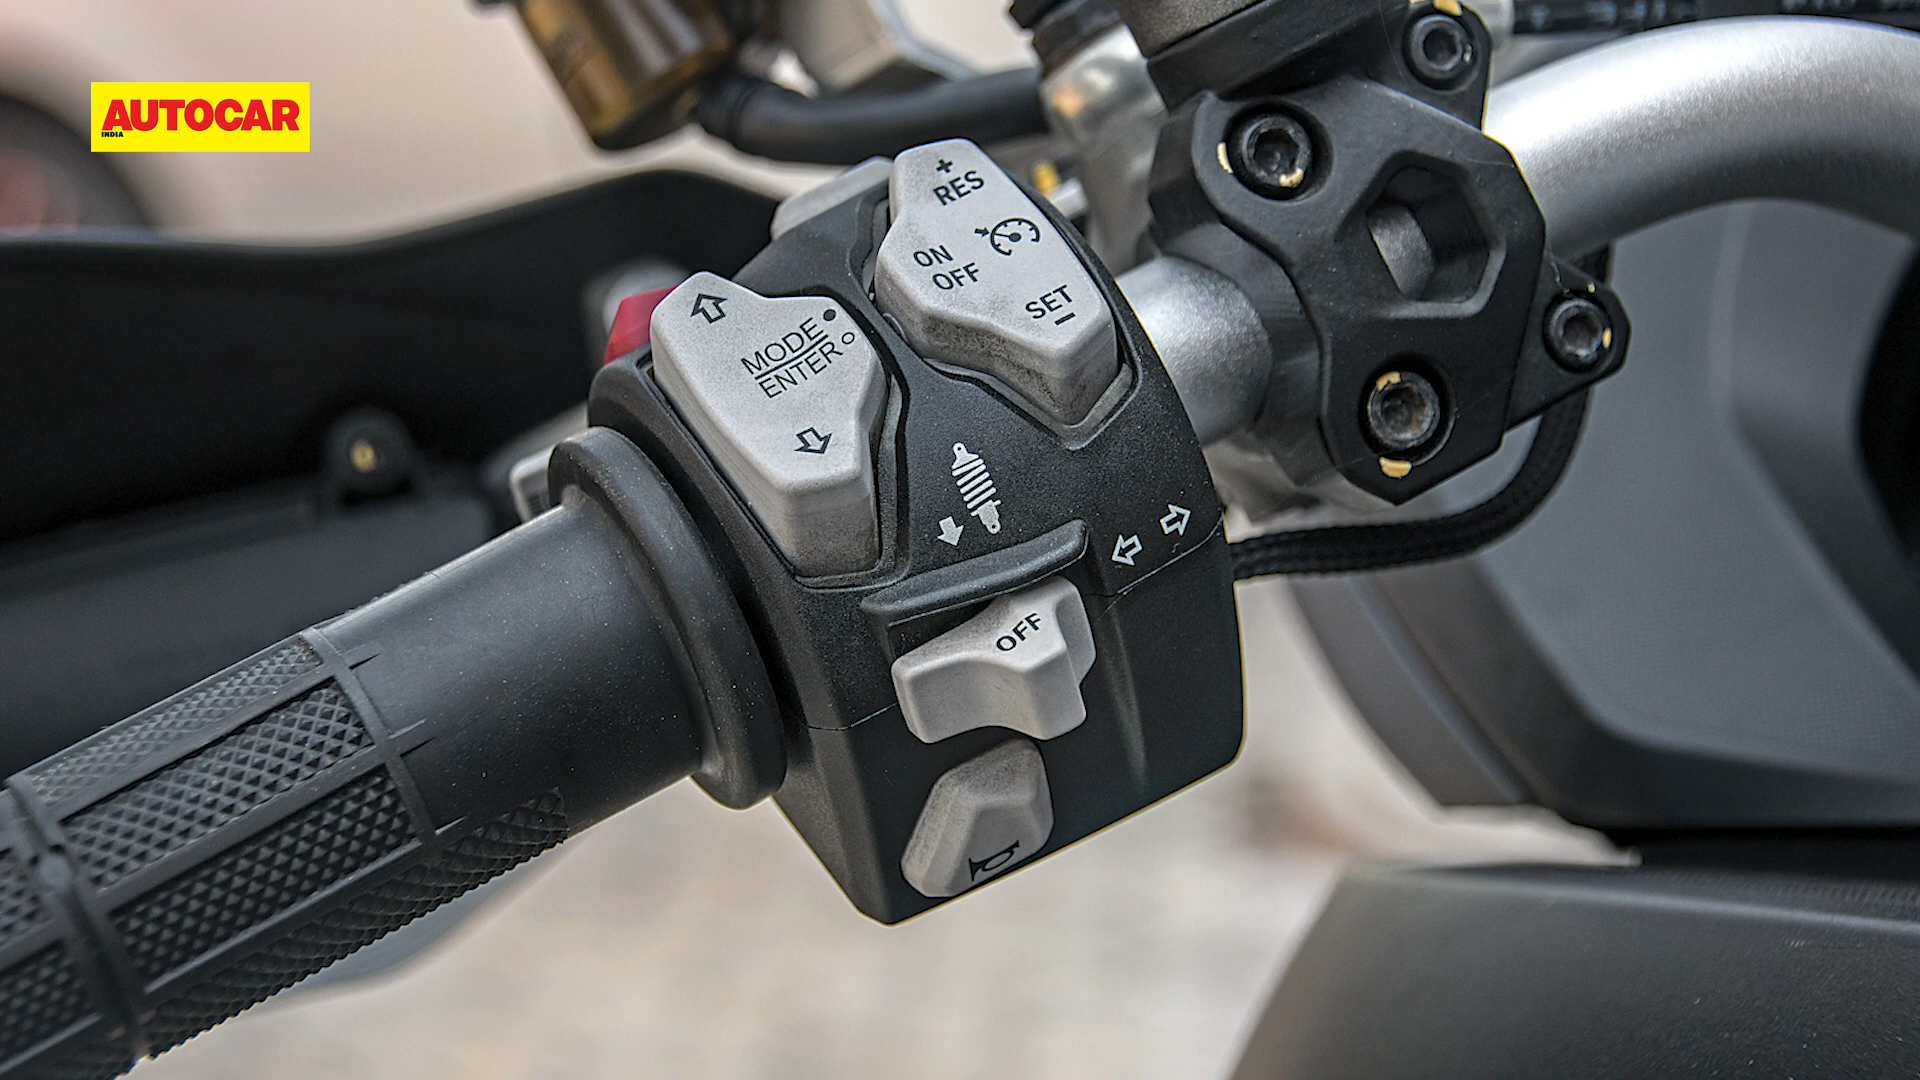 AUTOCAR
INDIA
+
RES
ON
OFF
SET
–
MODE
ENTER
OFF